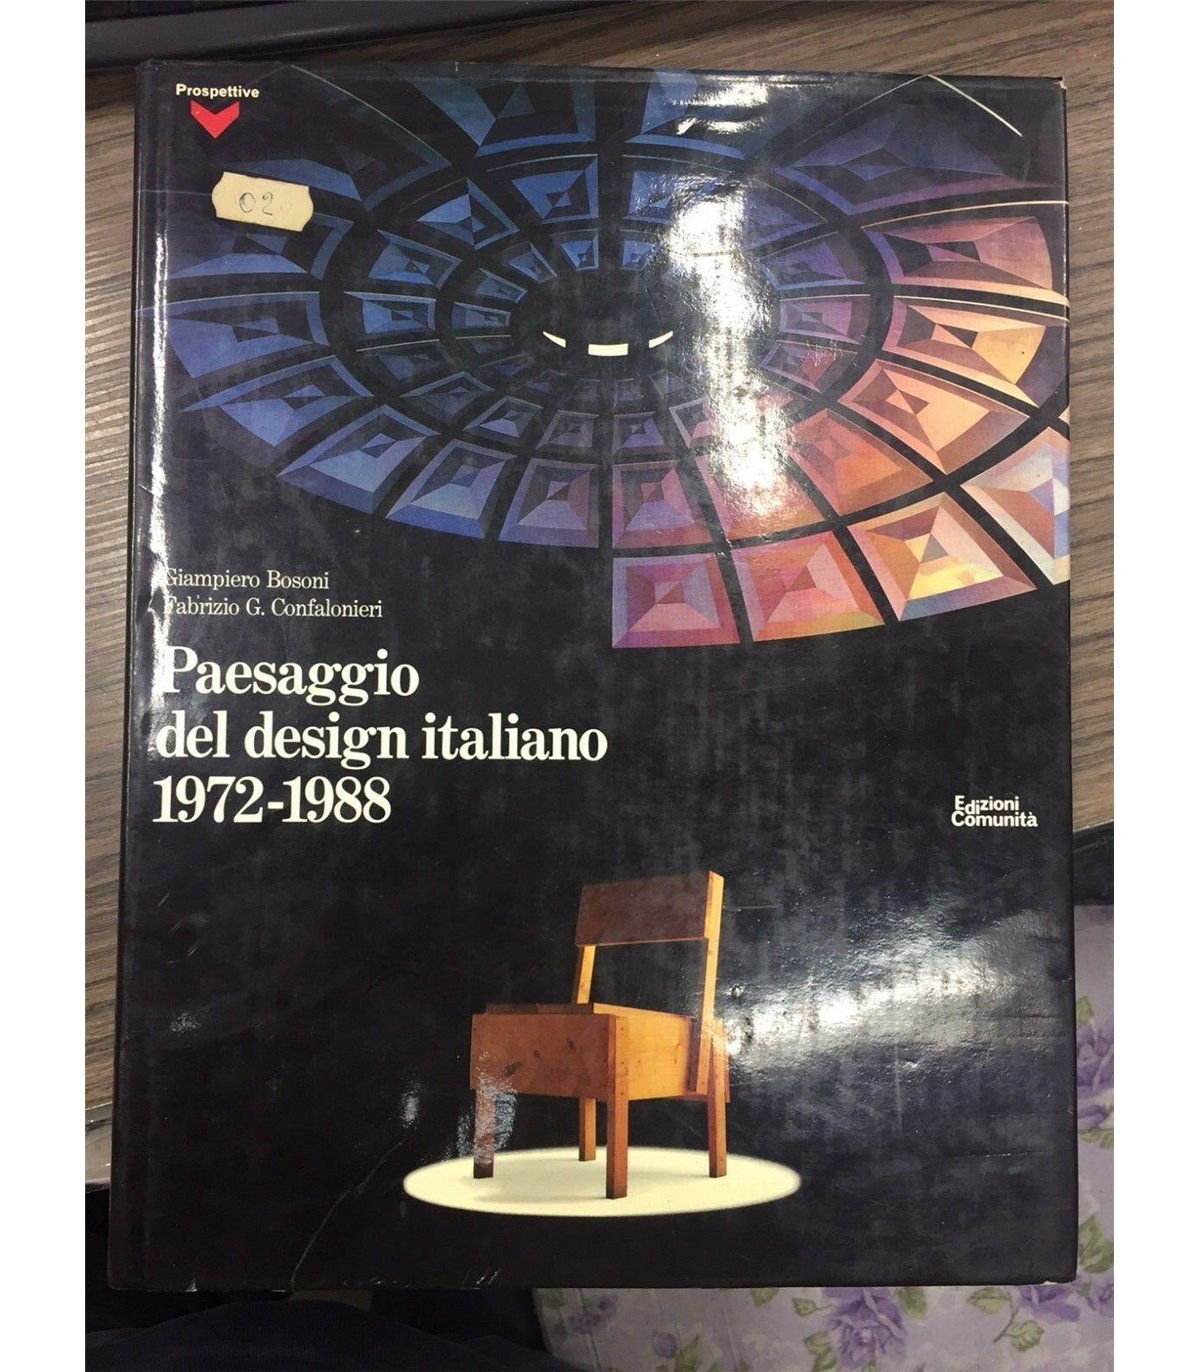 Prospettive
02
Giampiero Bosoni
Fabrizio G. Confalonieri
Paesaggio
del design italiano
1972-1988
Edizioni
Comunità